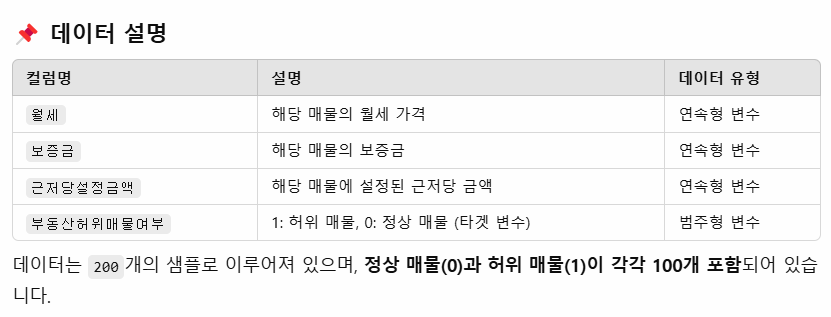 📌 데이터 설명
컬럼명 설명 데이터 유형
월세 해당 매물의 월세 가격 연속형 변수
보증금 해당 매물의 보증금 연속형 변수
근저당설정금액 해당 매물에 설정된 근저당 금액 연속형 변수
부동산허위매물여부 1: 허위 매물, 0: 정상 매물 (타겟 변수) 범주형 변수
데이터는 200개의 샘플로 이루어져 있으며, 정상 매물(0)과 허위 매물(1)이 각각 100개 포함되어 있습
니다.